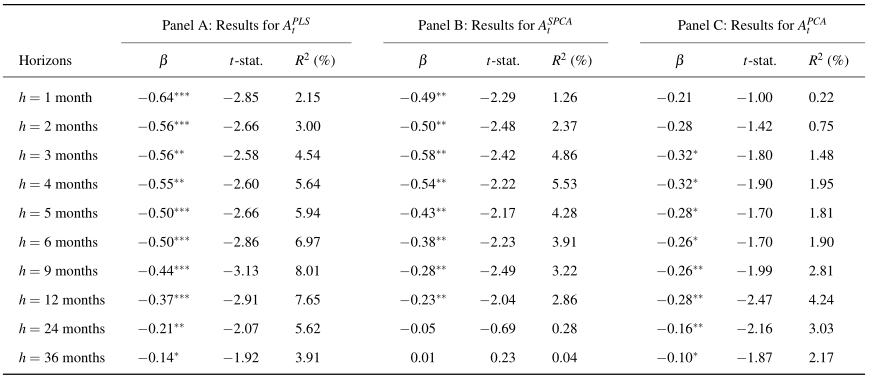 Panel A: Results for A_t^{PLS} Panel B: Results for A_t^{SPCA} Panel C: Results for A_t^{PCA}
Horizons β t-stat. R² (%) β t-stat. R² (%) β t-stat. R² (%)
h = 1 month −0.64*** −2.85 2.15 −0.49** −2.29 1.26 −0.21 −1.00 0.22
h = 2 months −0.56*** −2.66 3.00 −0.50** −2.48 2.37 −0.28 −1.42 0.75
h = 3 months −0.56** −2.58 4.54 −0.58** −2.42 4.86 −0.32* −1.80 1.48
h = 4 months −0.55** −2.60 5.64 −0.54** −2.22 5.53 −0.32* −1.90 1.95
h = 5 months −0.50*** −2.66 5.94 −0.43** −2.17 4.28 −0.28* −1.70 1.81
h = 6 months −0.50*** −2.86 6.97 −0.38** −2.23 3.91 −0.26* −1.70 1.90
h = 9 months −0.44*** −3.13 8.01 −0.28** −2.49 3.22 −0.26** −1.99 2.81
h = 12 months −0.37*** −2.91 7.65 −0.23** −2.04 2.86 −0.28** −2.47 4.24
h = 24 months −0.21** −2.07 5.62 −0.05 −0.69 0.28 −0.16** −2.16 3.03
h = 36 months −0.14* −1.92 3.91 0.01 0.23 0.04 −0.10* −1.87 2.17